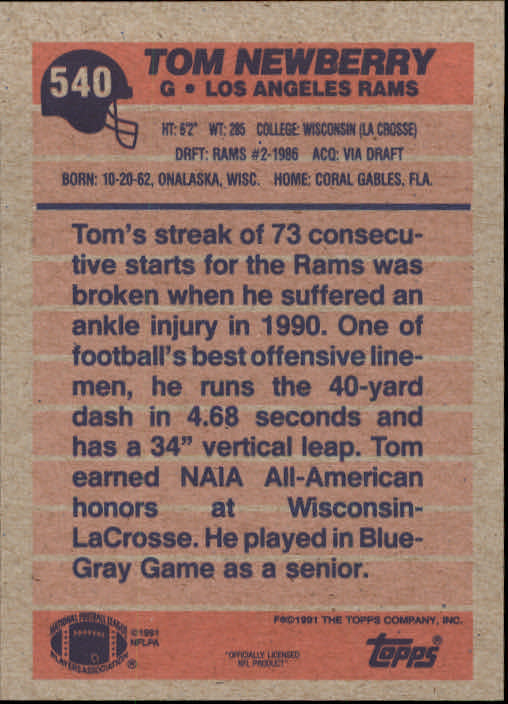 540
TOM NEWBERRY
G • LOS ANGELES RAMS
HT: 6'2" WT: 285 COLLEGE: WISCONSIN (LA CROSSE)
DRFT: RAMS #2-1986 ACQ: VIA DRAFT
BORN: 10-20-62, ONALASKA, WISC. HOME: CORAL GABLES, FLA.
Tom's streak of 73 consecu-
tive starts for the Rams was
broken when he suffered an
ankle injury in 1990. One of
football's best offensive line-
men, he runs the 40-yard
dash in 4.68 seconds and
has a 34" vertical leap. Tom
earned NAIA All-American
honors at Wisconsin-
LaCrosse. He played in Blue-
Gray Game as a senior.
F©1991 THE TOPPS COMPANY, INC.
NATIONAL FOOTBALL LEAGUE
PLAYERS ASSOCIATION ®
©1991
NFLPA
"OFFICIALLY LICENSED
NFL PRODUCT"
topps®